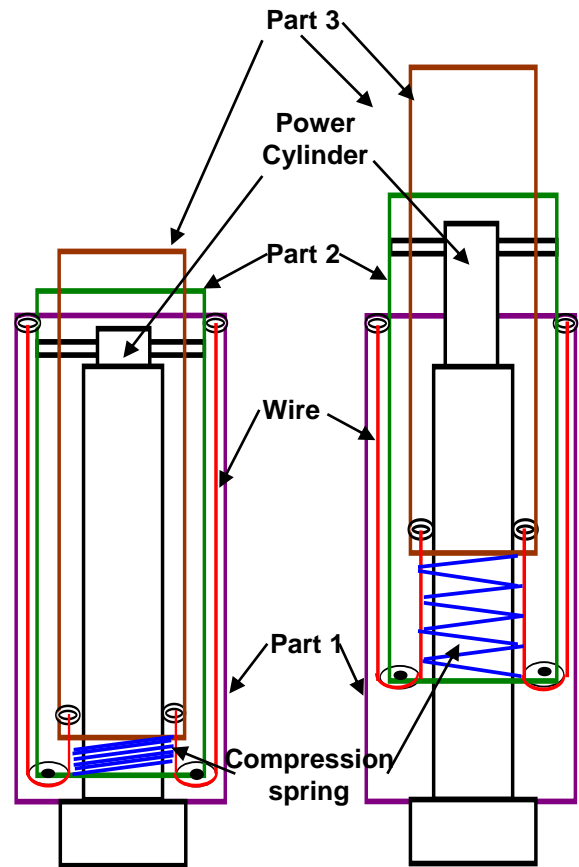 Part 3
Power
Cylinder
Part 2
Wire
Part 1
Compression
spring